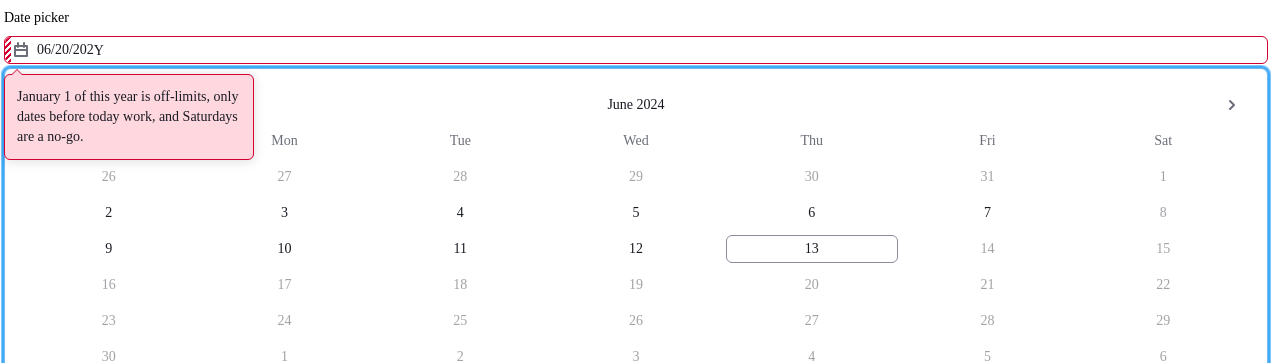 Date picker
06/20/202Y
January 1 of this year is off-limits, only
dates before today work, and Saturdays
are a no-go.
June 2024
Mon Tue Wed Thu Fri Sat
26 27 28 29 30 31 1
2 3 4 5 6 7 8
9 10 11 12 13 14 15
16 17 18 19 20 21 22
23 24 25 26 27 28 29
30 1 2 3 4 5 6